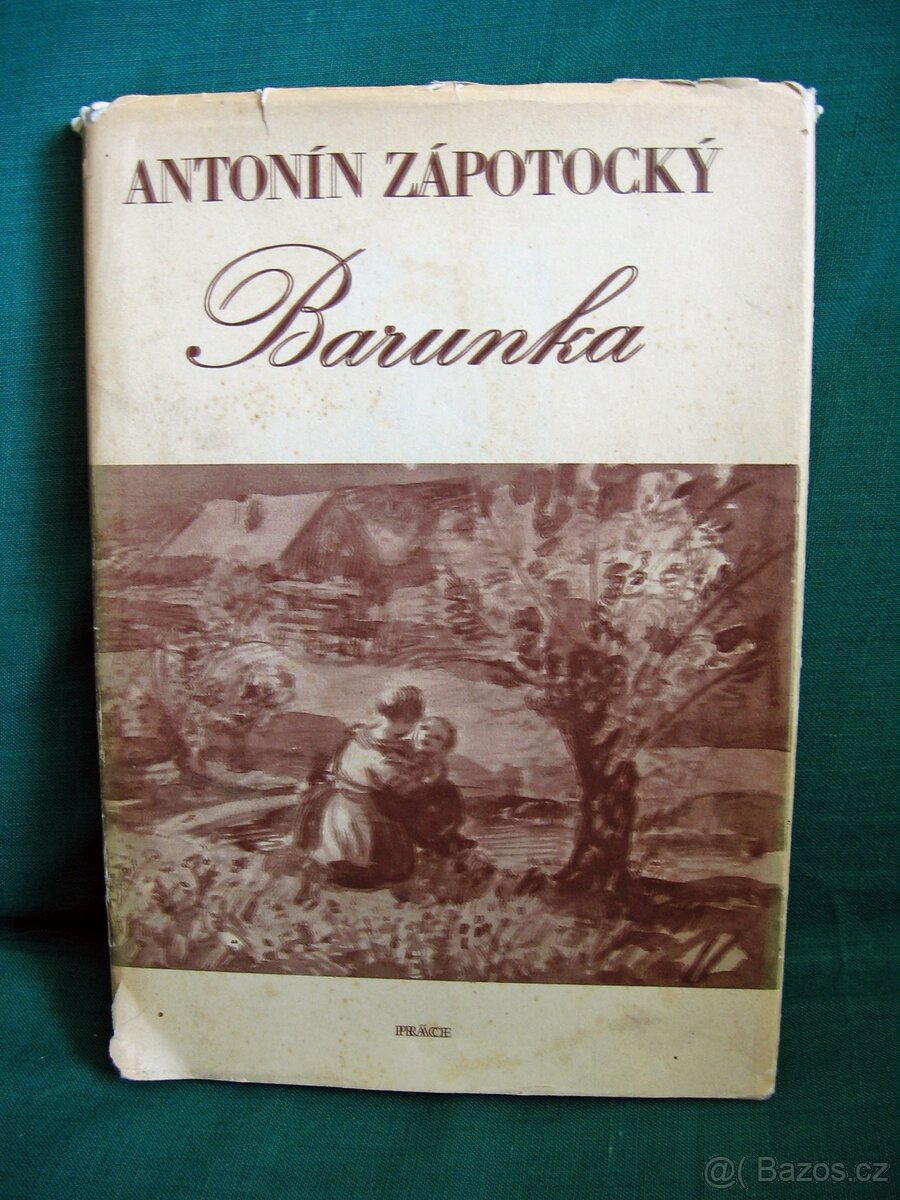 ANTONÍN ZÁPOTOCKÝ
Barunka
PRÁCE
@( Bazos.cz